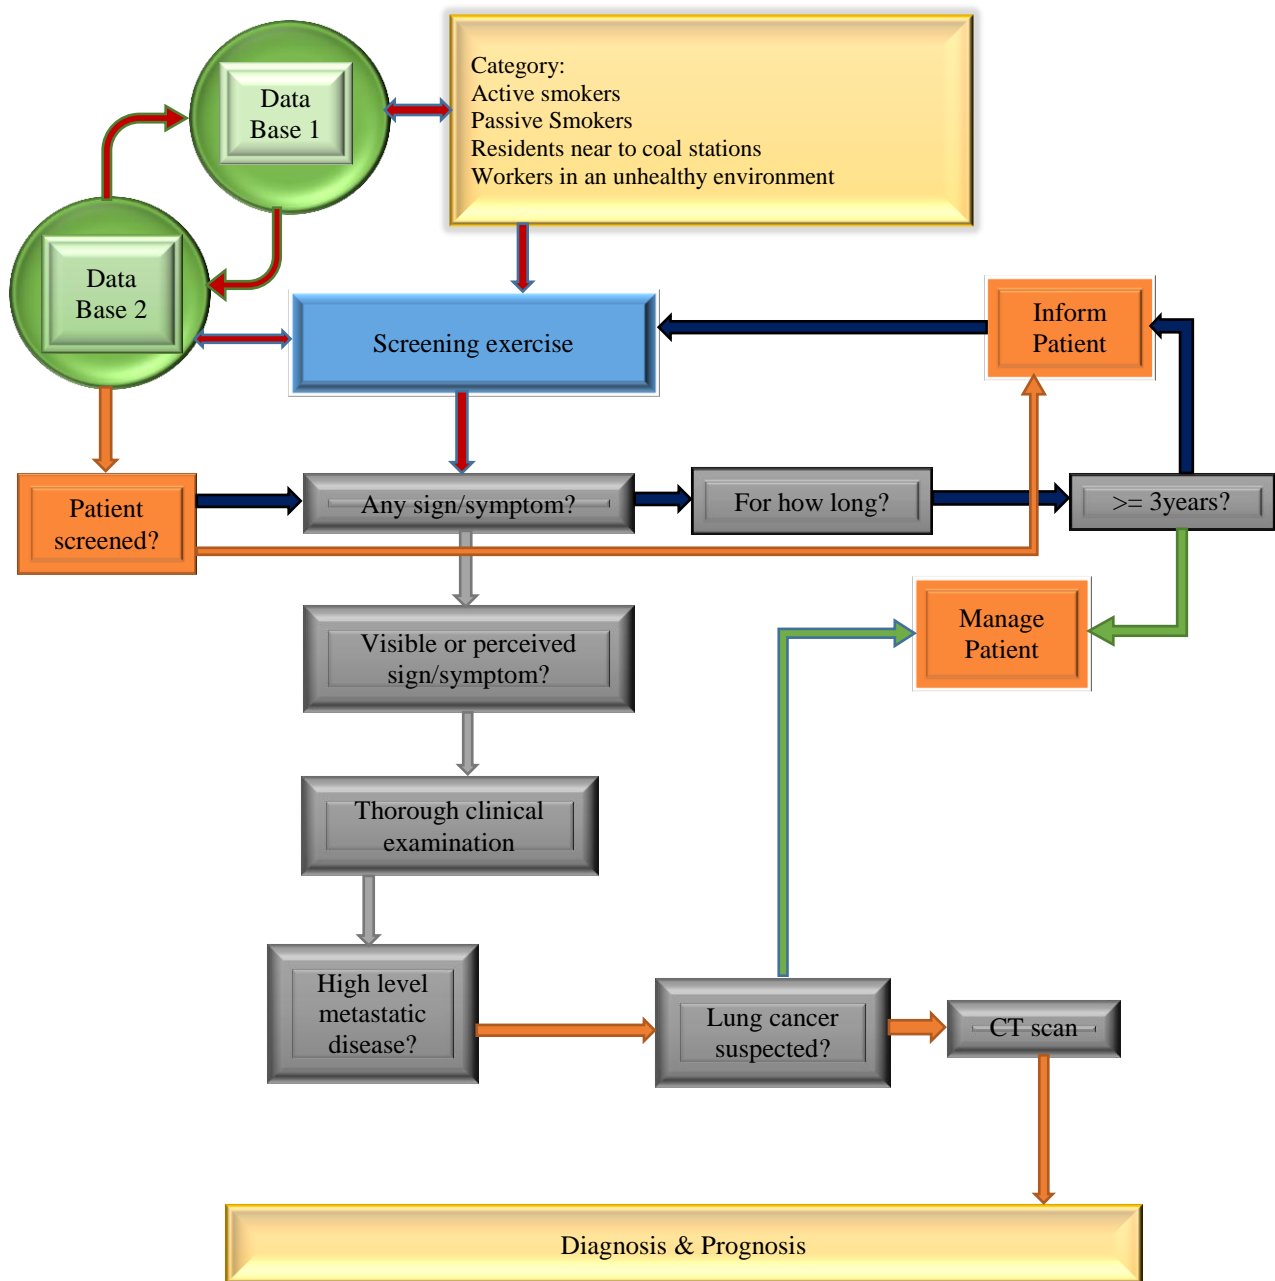 Data
Base 1
Category:
Active smokers
Passive Smokers
Residents near to coal stations
Workers in an unhealthy environment
Data
Base 2
Screening exercise
Inform
Patient
Patient
screened?
Any sign/symptom?
For how long?
>= 3years?
Visible or perceived
sign/symptom?
Manage
Patient
Thorough clinical
examination
High level
metastatic
disease?
Lung cancer
suspected?
CT scan
Diagnosis & Prognosis